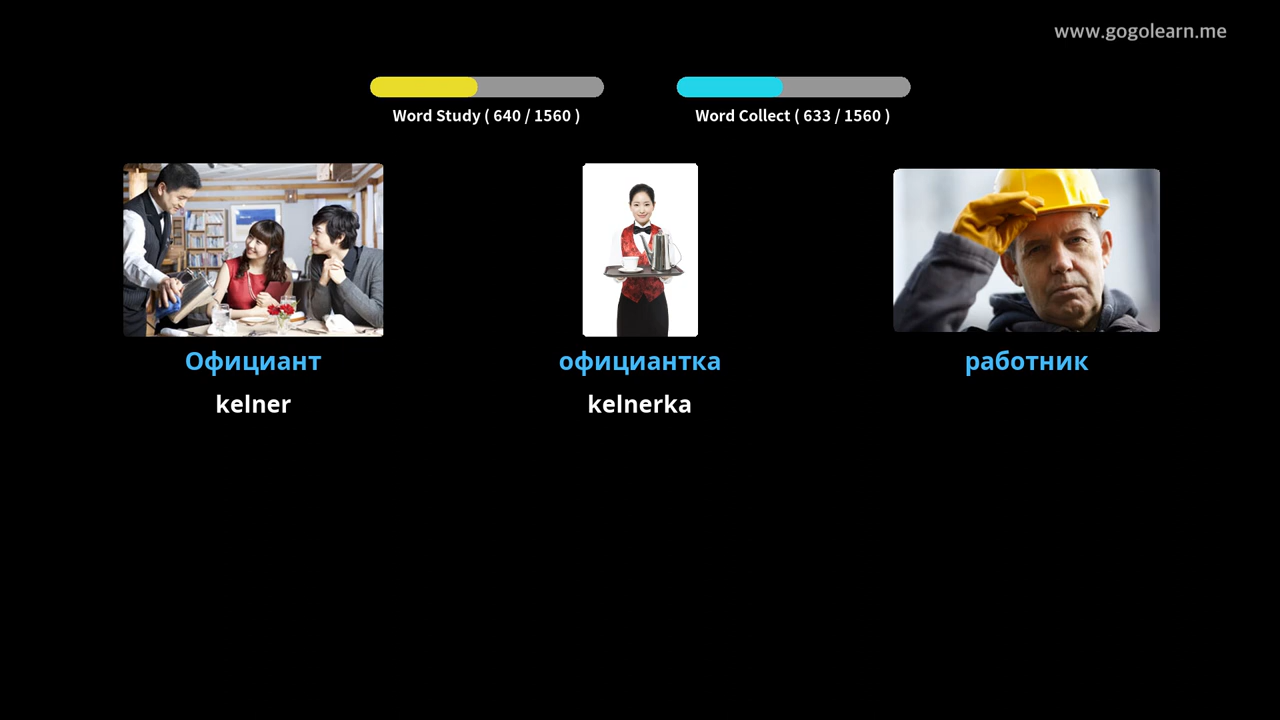 www.gogolearn.me
Word Study ( 640 / 1560 )
Word Collect ( 633 / 1560 )
Официант
официантка
работник
kelner
kelnerka